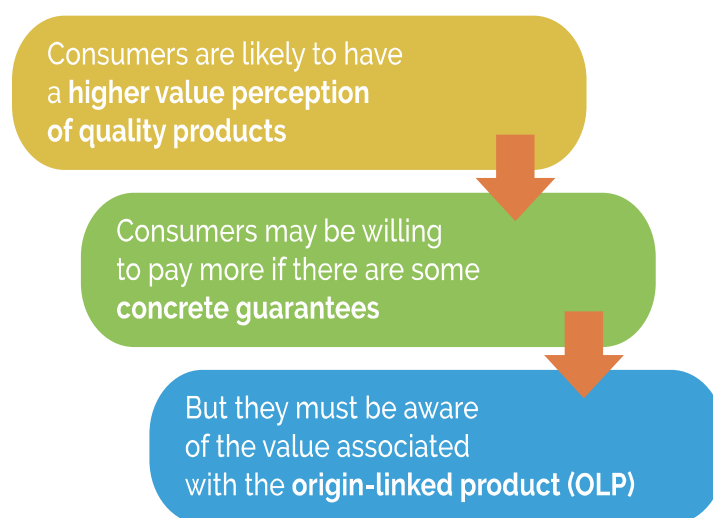 Consumers are likely to have
a higher value perception
of quality products
Consumers may be willing
to pay more if there are some
concrete guarantees
But they must be aware
of the value associated
with the origin-linked product (OLP)